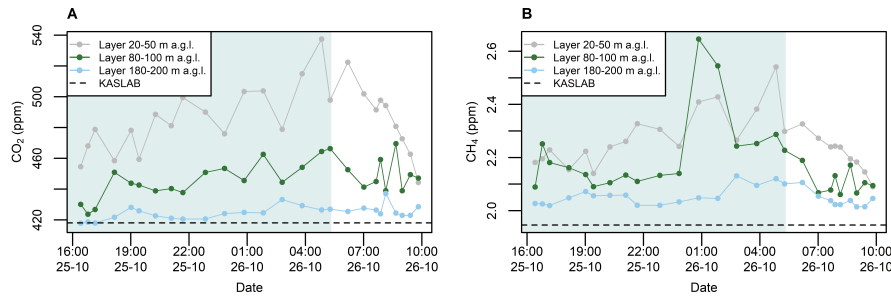 A
Layer 20-50 m a.g.l.
Layer 80-100 m a.g.l.
Layer 180-200 m a.g.l.
KASLAB
CO2 (ppm)
540
500
460
420
16:00 19:00 22:00 01:00 04:00 07:00 10:00
25-10 25-10 25-10 26-10 26-10 26-10 26-10
Date
B
Layer 20-50 m a.g.l.
Layer 80-100 m a.g.l.
Layer 180-200 m a.g.l.
KASLAB
CH4 (ppm)
2.6
2.4
2.2
2.0
16:00 19:00 22:00 01:00 04:00 07:00 10:00
25-10 25-10 25-10 26-10 26-10 26-10 26-10
Date